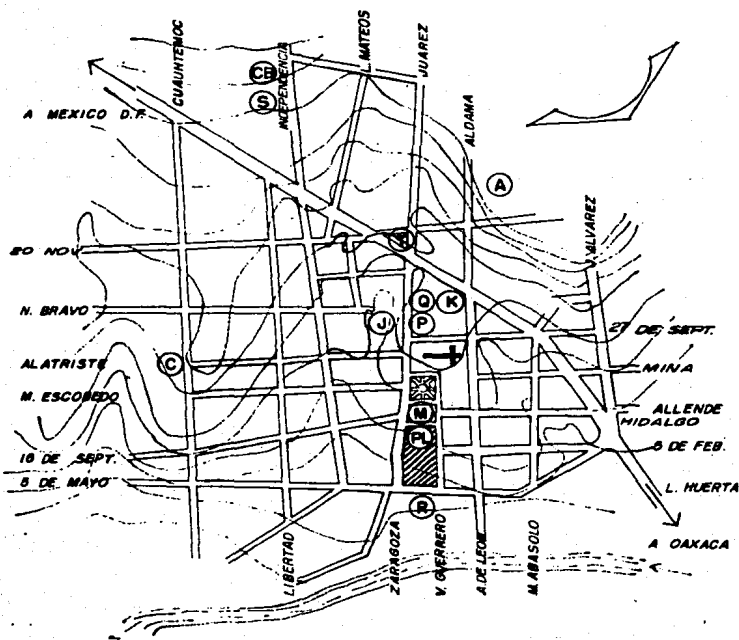 CUAUHTEMOC
INDEPENDENCIA
L. MATEOS
JUAREZ
ALDAMA
ALVAREZ
CB
S
A MEXICO D.F.
A
20 NOV
N. BRAVO
Q
K
J
P
27 DE SEPT.
ALATRISTE
C
MINA
M. ESCOBEDO
M
ALLENDE
HIDALGO
PL
5 DE FEB.
16 DE SEPT.
5 DE MAYO
L. HUERTA
R
A OAXACA
LIBERTAD
ZARAGOZA
V. GUERRERO
A. DE LEON
M. ABASOLO